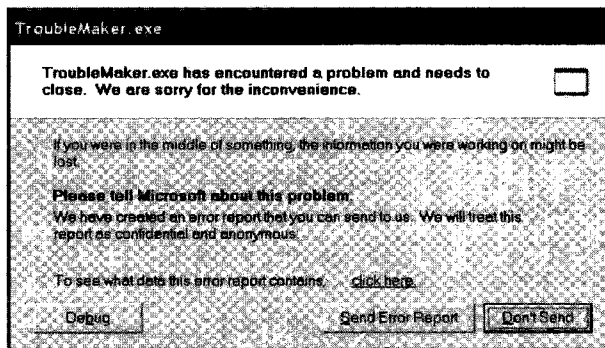 TroubleMaker.exe
TroubleMaker.exe has encountered a problem and needs to
close. We are sorry for the inconvenience.
If you were in the middle of something, the information you were working on might be
lost.
Please tell Microsoft about this problem.
We have created an error report that you can send to us. We will treat this
report as confidential and anonymous.
To see what data this error report contains, click here.
Debug Send Error Report Don't Send